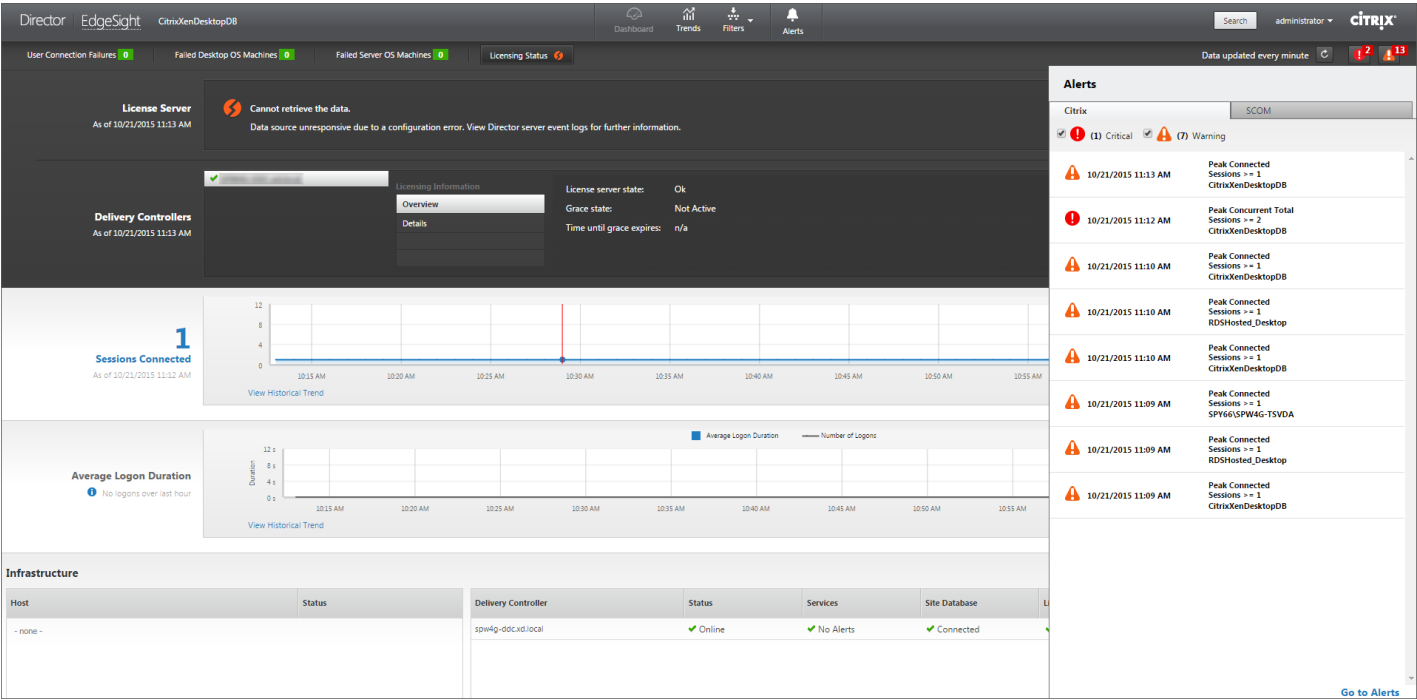 Director EdgeSight CitrixXenDesktopDB
Dashboard Trends Filters Alerts
Search administrator CİTRIX
User Connection Failures 0 Failed Desktop OS Machines 0 Failed Server OS Machines 0 Licensing Status
Data updated every minute 2 13
License Server
As of 10/21/2015 11:13 AM
Cannot retrieve the data.
Data source unresponsive due to a configuration error. View Director server event logs for further information.
Delivery Controllers
As of 10/21/2015 11:13 AM
Licensing Information
Overview
Details
License server state: Ok
Grace state: Not Active
Time until grace expires: n/a
1
Sessions Connected
As of 10/21/2015 11:12 AM
12
8
4
0
10:15 AM 10:20 AM 10:25 AM 10:30 AM 10:35 AM 10:40 AM 10:45 AM 10:50 AM 10:55 AM
View Historical Trend
Average Logon Duration
No logons over last hour
Average Logon Duration Number of Logons
Duration
12 s
8 s
4 s
0 s
10:15 AM 10:20 AM 10:25 AM 10:30 AM 10:35 AM 10:40 AM 10:45 AM 10:50 AM 10:55 AM
View Historical Trend
Infrastructure
Host Status
- none -
Delivery Controller Status Services Site Database Li
spw4g-ddc.xd.local Online No Alerts Connected
Alerts
Citrix SCOM
(1) Critical (7) Warning
10/21/2015 11:13 AM
Peak Connected
Sessions >= 1
CitrixXenDesktopDB
10/21/2015 11:12 AM
Peak Concurrent Total
Sessions >= 2
CitrixXenDesktopDB
10/21/2015 11:10 AM
Peak Connected
Sessions >= 1
CitrixXenDesktopDB
10/21/2015 11:10 AM
Peak Connected
Sessions >= 1
RDSHosted_Desktop
10/21/2015 11:10 AM
Peak Connected
Sessions >= 1
CitrixXenDesktopDB
10/21/2015 11:09 AM
Peak Connected
Sessions >= 1
SPY66\SPW4G-TSVDA
10/21/2015 11:09 AM
Peak Connected
Sessions >= 1
RDSHosted_Desktop
10/21/2015 11:09 AM
Peak Connected
Sessions >= 1
CitrixXenDesktopDB
Go to Alerts